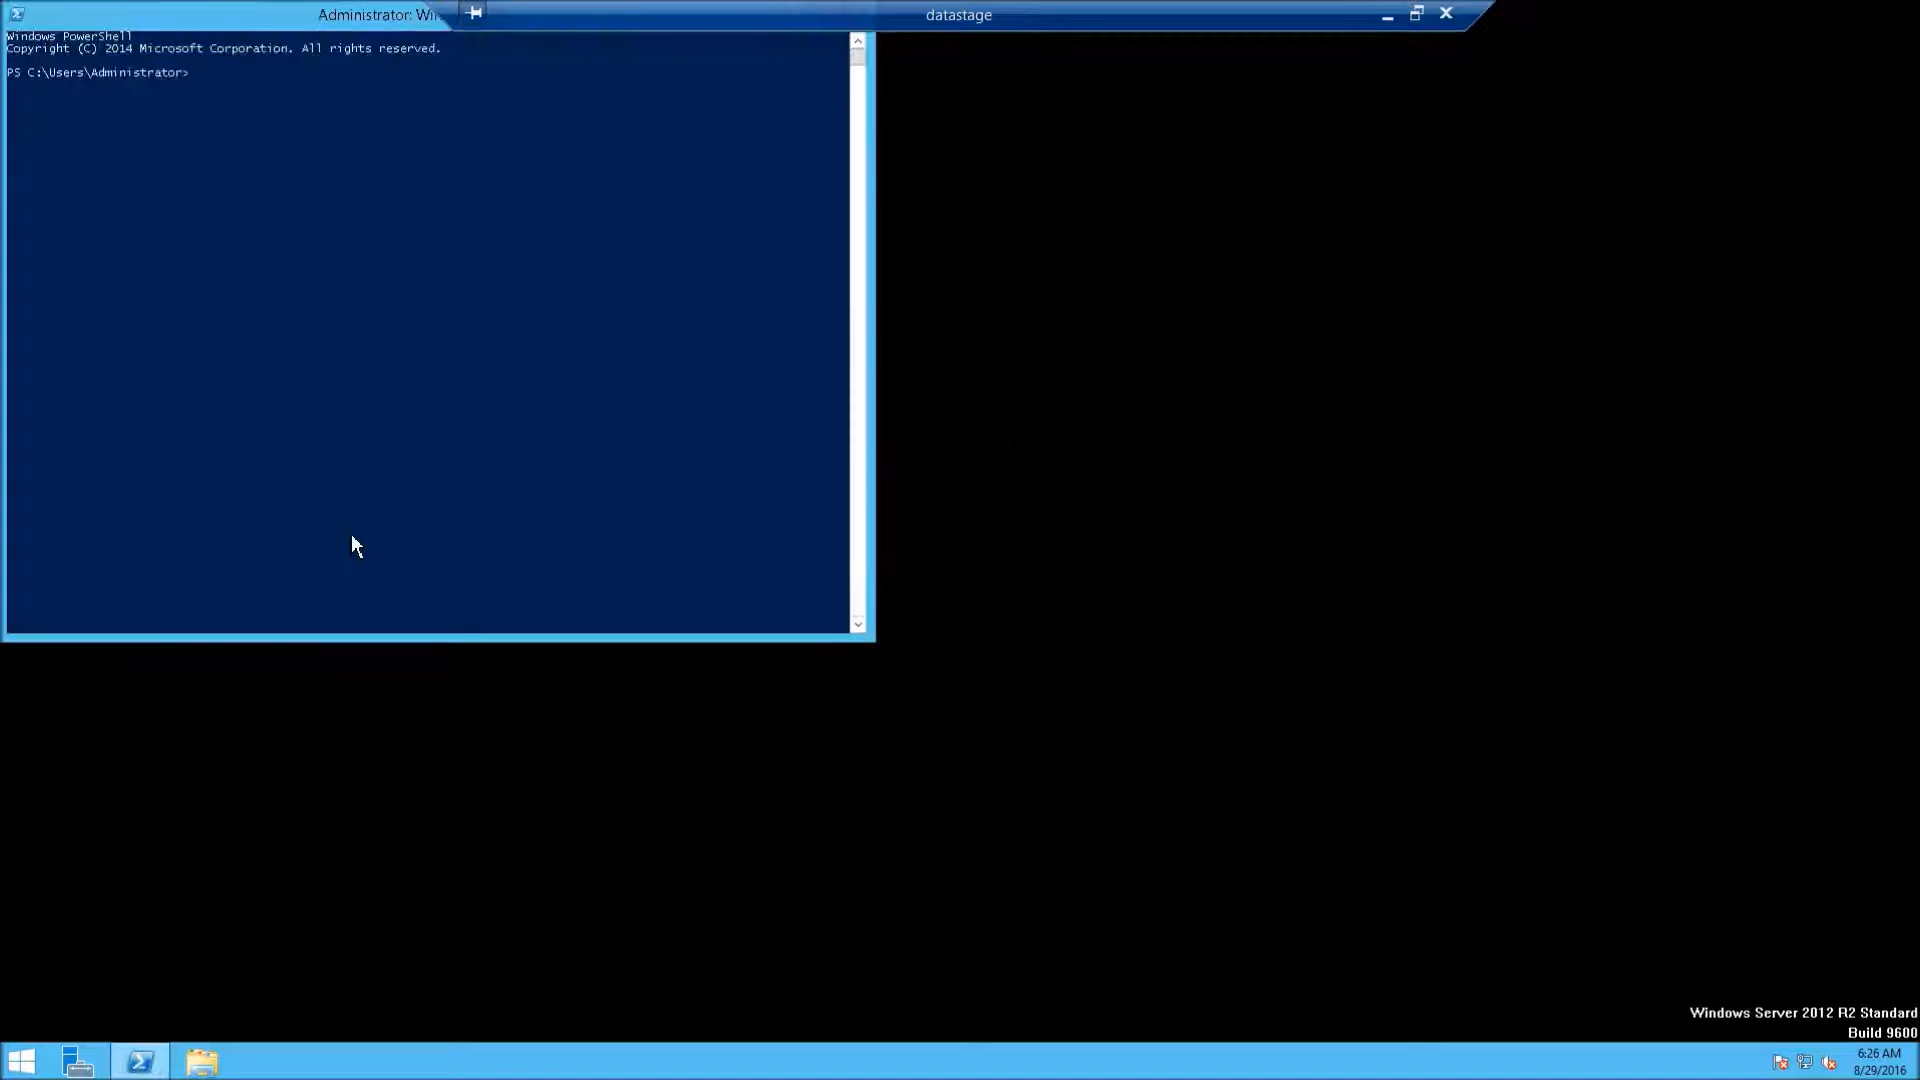 Administrator: Wi
datastage
Windows PowerShell
Copyright (C) 2014 Microsoft Corporation. All rights reserved.
PS C:\Users\Administrator>
Windows Server 2012 R2 Standard
Build 9600
6:26 AM
8/29/2016